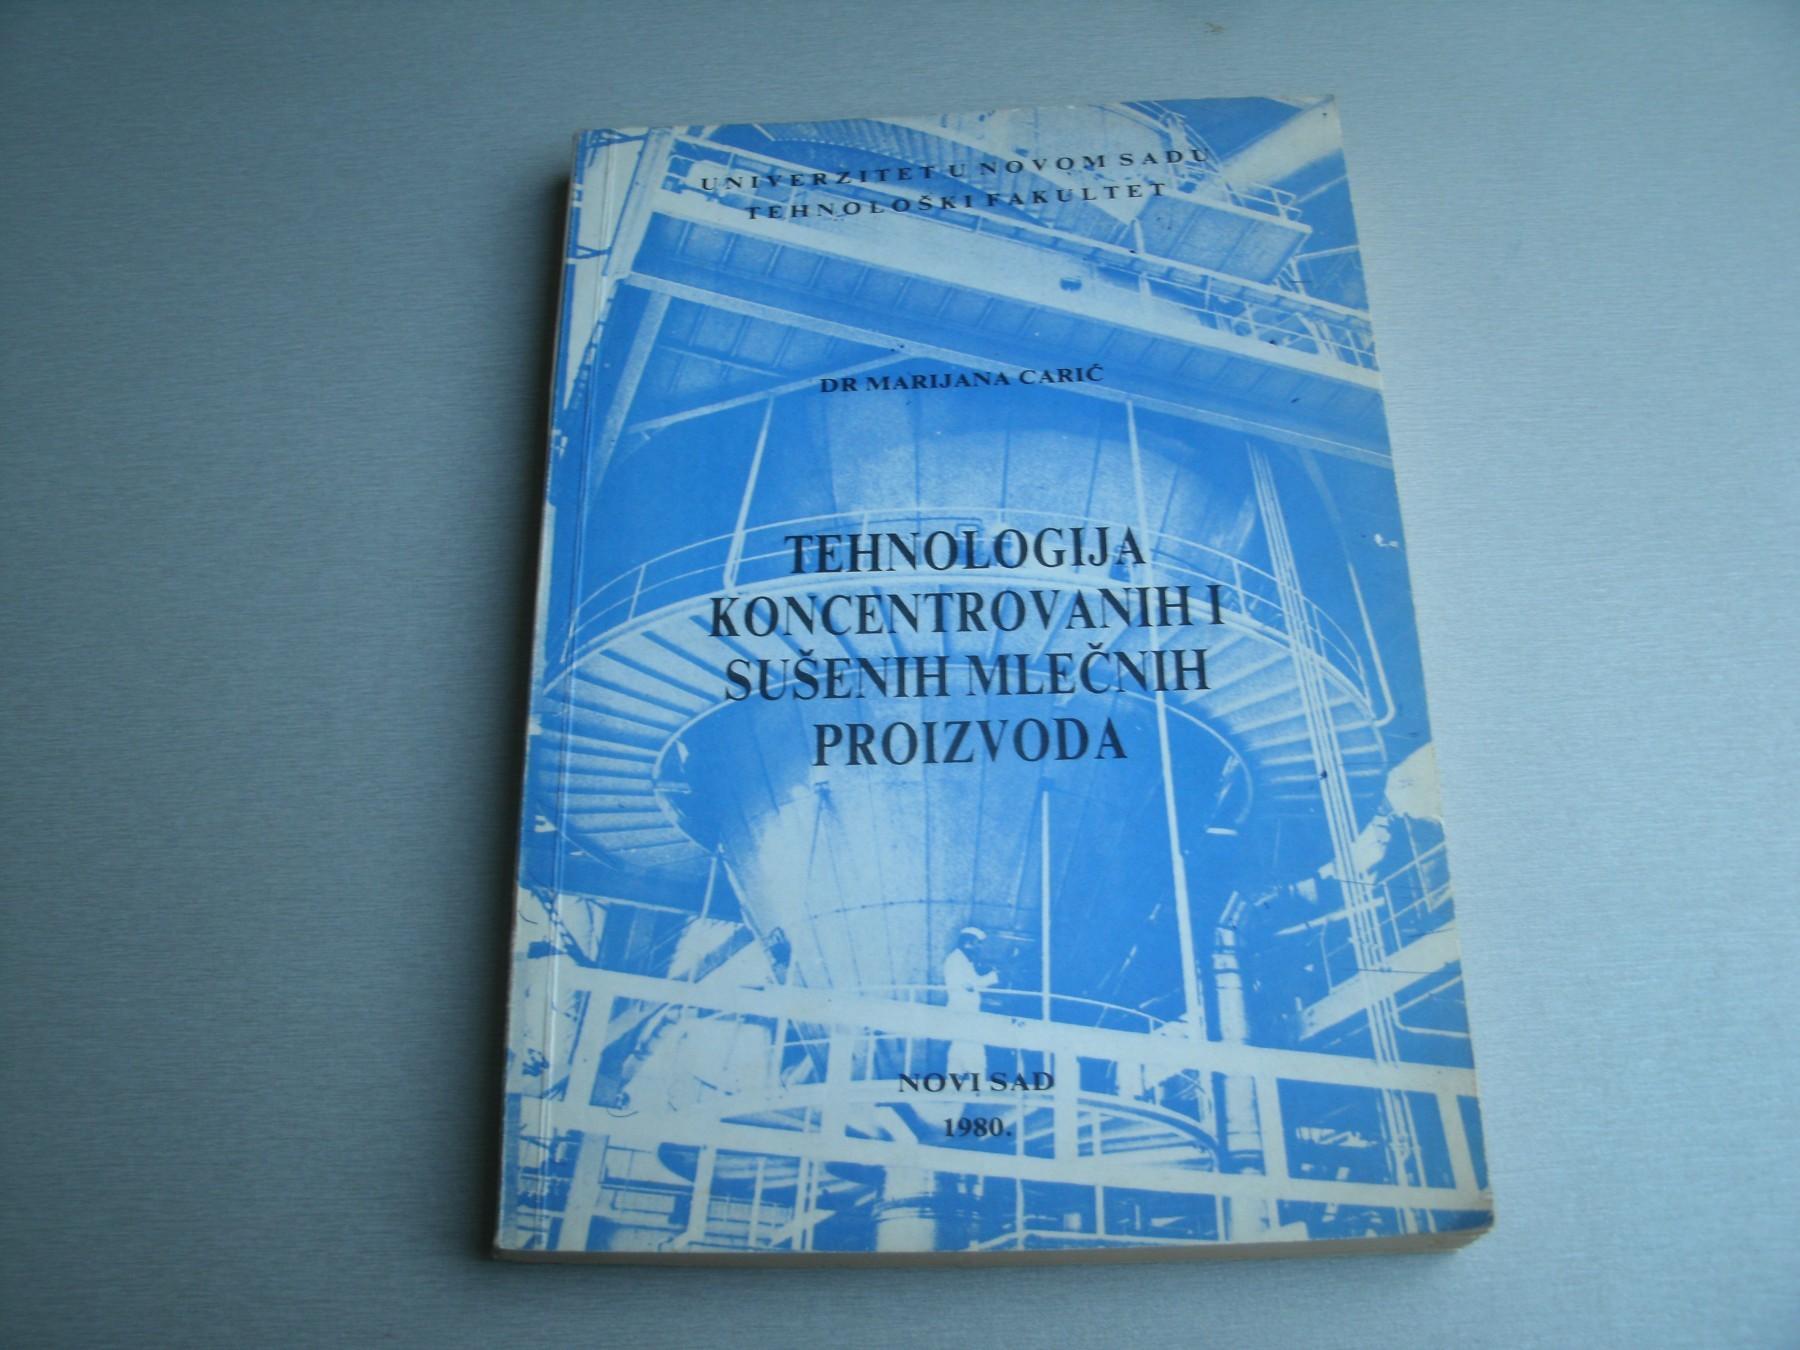 UNIVERZITET U NOVOM SADU
TEHNOLOŠKI FAKULTET
DR MARIJANA CARIĆ
TEHNOLOGIJA
KONCENTROVANIH I
SUŠENIH MLEČNIH
PROIZVODA
NOVI SAD
1980.